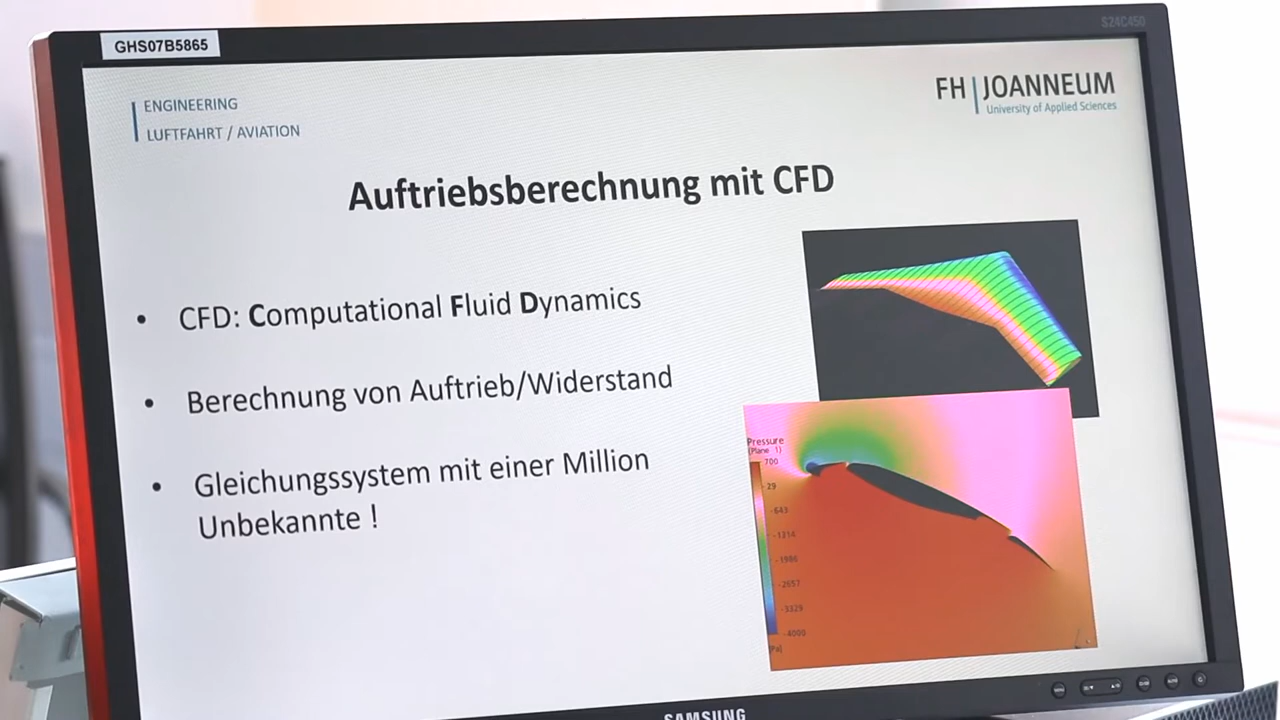 GHS07B5865
S24C450
ENGINEERING
LUFTFAHRT / AVIATION
FH JOANNEUM
University of Applied Sciences
Auftriebsberechnung mit CFD
• CFD: Computational Fluid Dynamics
• Berechnung von Auftrieb/Widerstand
• Gleichungssystem mit einer Million
Unbekannte !
Pressure
(Plane 1)
700
29
-643
-1314
-1986
-2657
-3329
-4000
[Pa]
SAMSUNG